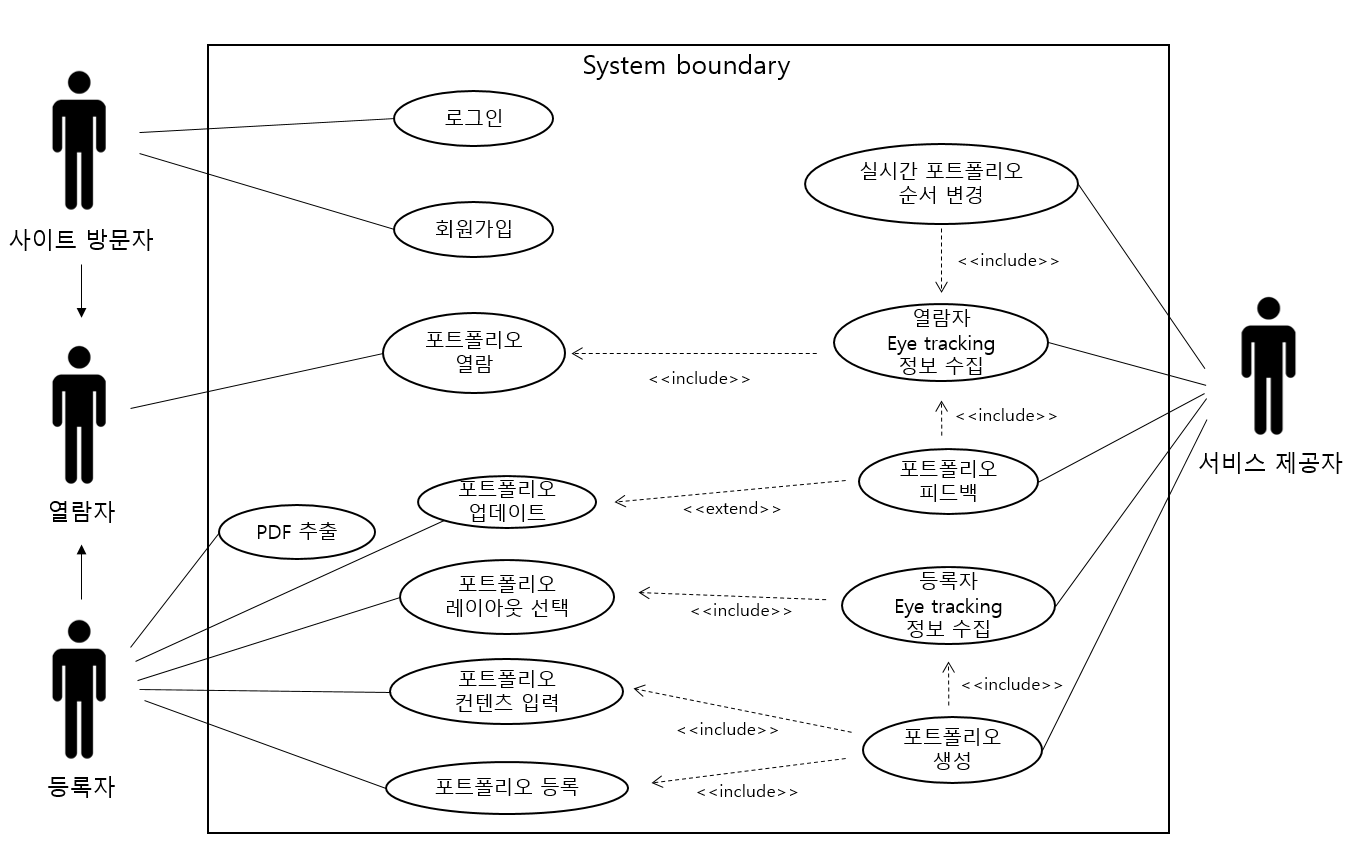 System boundary
로그인
회원가입
사이트 방문자
실시간 포트폴리오
순서 변경
<<include>>
포트폴리오
열람
<<include>>
열람자
Eye tracking
정보 수집
<<include>>
열람자
서비스 제공자
포트폴리오
업데이트
<<extend>>
포트폴리오
피드백
PDF 추출
포트폴리오
레이아웃 선택
<<include>>
등록자
Eye tracking
정보 수집
<<include>>
포트폴리오
컨텐츠 입력
<<include>>
포트폴리오
생성
등록자
포트폴리오 등록
<<include>>